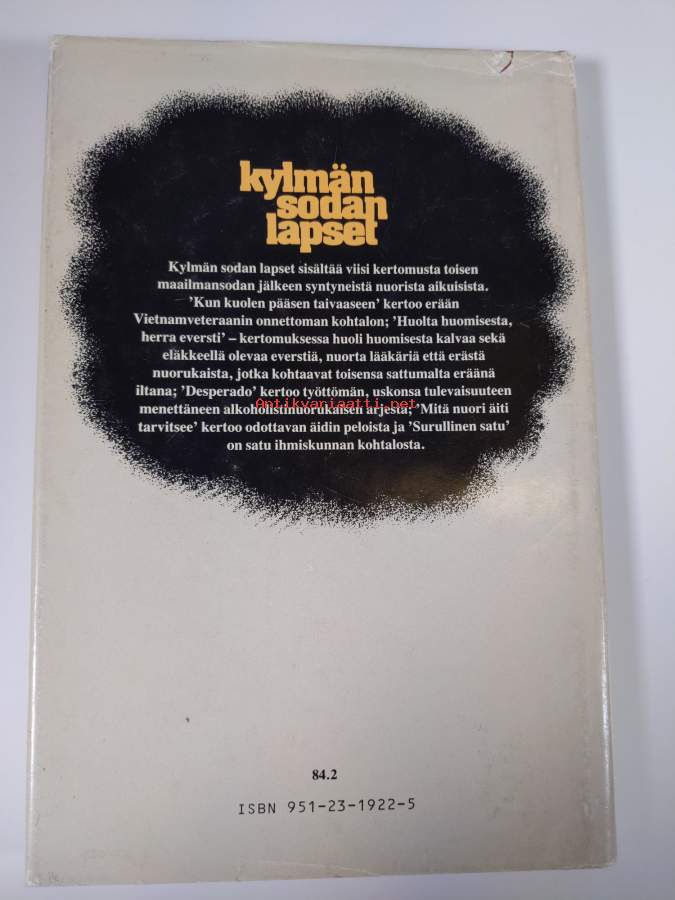 kylmän
sodan
lapset
Kylmän sodan lapset sisältää viisi kertomusta toisen
maailmansodan jälkeen syntyneistä nuorista aikuisista.
’Kun kuolen pääsen taivaaseen’ kertoo erään
Vietnamveteraanin onnettoman kohtalon; ’Huolta huomisesta,
herra eversti’ – kertomuksessa huoli huomisesta kalvaa sekä
eläkkeellä olevaa everstiä, nuorta lääkäriä että erästä
nuorukaista, jotka kohtaavat toisensa sattumalta eräänä
iltana; ’Desperado’ kertoo työttömän, uskonsa tulevaisuuteen
menettäneen alkoholistinuorukaisen arjesta; ’Mitä nuori äiti
Antikvariaatti.net
tarvitsee’ kertoo odottavan äidin peloista ja ’Surullinen satu’
on satu ihmiskunnan kohtalosta.
84.2
ISBN 951-23-1922-5